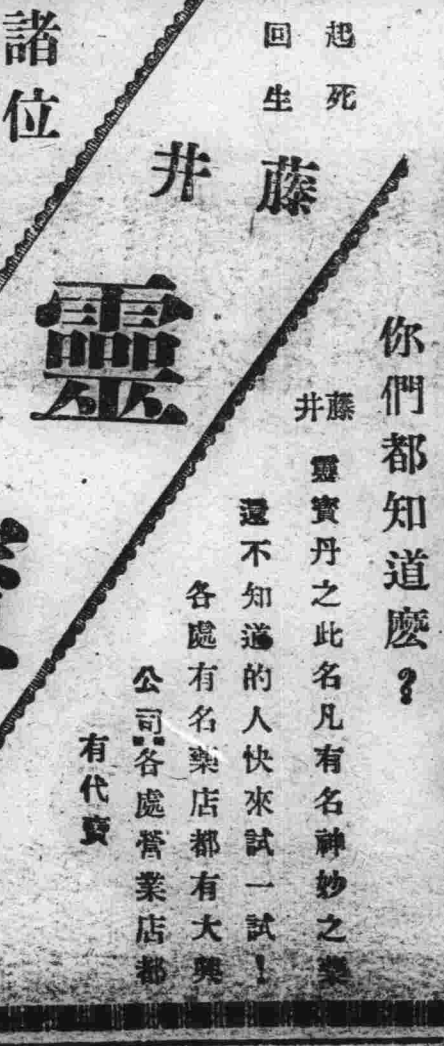 諸位
起死
回生
藤井
靈
你們都知道麼？
藤井
靈寶丹之此名凡有名神妙之藥
還不知道的人快來試一試！
各處有名藥店都有大興
公司各處營業店都
有代賣